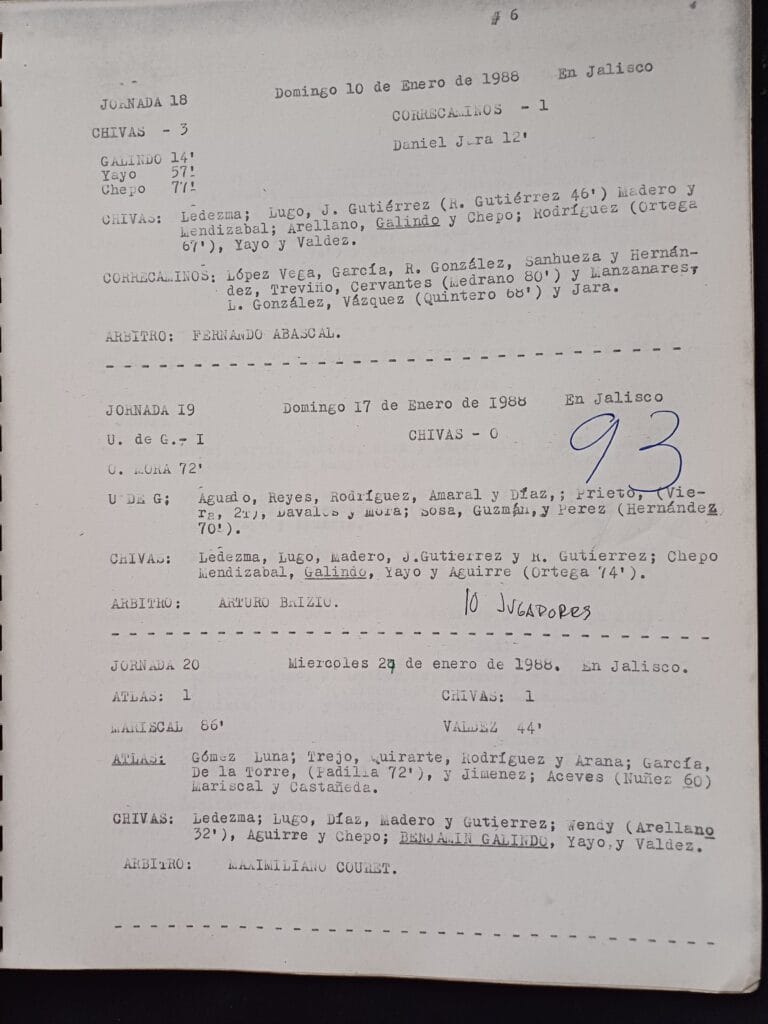 # 6
JORNADA 18 Domingo 10 de Enero de 1988 En Jalisco
CHIVAS - 3 CORRECAMINOS - 1
GALINDO 14' Daniel Jara 12'
Yayo 57'
Chepo 77'
CHIVAS: Ledezma; Lugo, J. Gutiérrez (R. Gutiérrez 46') Madero y
Mendizabal; Arellano, Galindo y Chepo; Rodríguez (Ortega
67'), Yayo y Valdez.
CORRECAMINOS: López Vega, García, R. González, Sanhueza y Hernán-
dez, Treviño, Cervantes (Medrano 80') y Manzanares,
L. González, Vázquez (Quintero 68') y Jara.
ARBITRO: FERNANDO ABASCAL.
JORNADA I9 Domingo I7 de Enero de I988 En Jalisco
U. de G.- I CHIVAS - 0
93
O. MORA 72'
U DE G; Aguado, Reyes, Rodríguez, Amaral y Díaz,; Prieto, (Vie-
ra, 21), Davalos y Mora; Sosa, Guzmán,y Perez (Hernández
70').
CHIVAS: Ledezma, Lugo, Madero, J.Gutierrez y R. Gutierrez; Chepo
Mendizabal, Galindo, Yayo y Aguirre (Ortega 74').
ARBITRO: ARTURO BRIZIO. 10 JUGADORES
JORNADA 20 Miercoles de enero de 1988. En Jalisco.
ATLAS: 1 CHIVAS: 1
MARISCAL 86' VALDEZ 44'
ATLAS: Gómez Luna; Trejo, Quirarte, Rodríguez y Arana; García,
De la Torre, (Padilla 72'), y Jimenez; Aceves (Nuñez 60)
Mariscal y Castañeda.
CHIVAS: Ledezma; Lugo, Díaz, Madero y Gutierrez; Wendy (Arellano
32'), Aguirre y Chepo; BENJAMIN GALINDO, Yayo,y Valdez.
ARBITRO: MAXIMILIANO COURET.